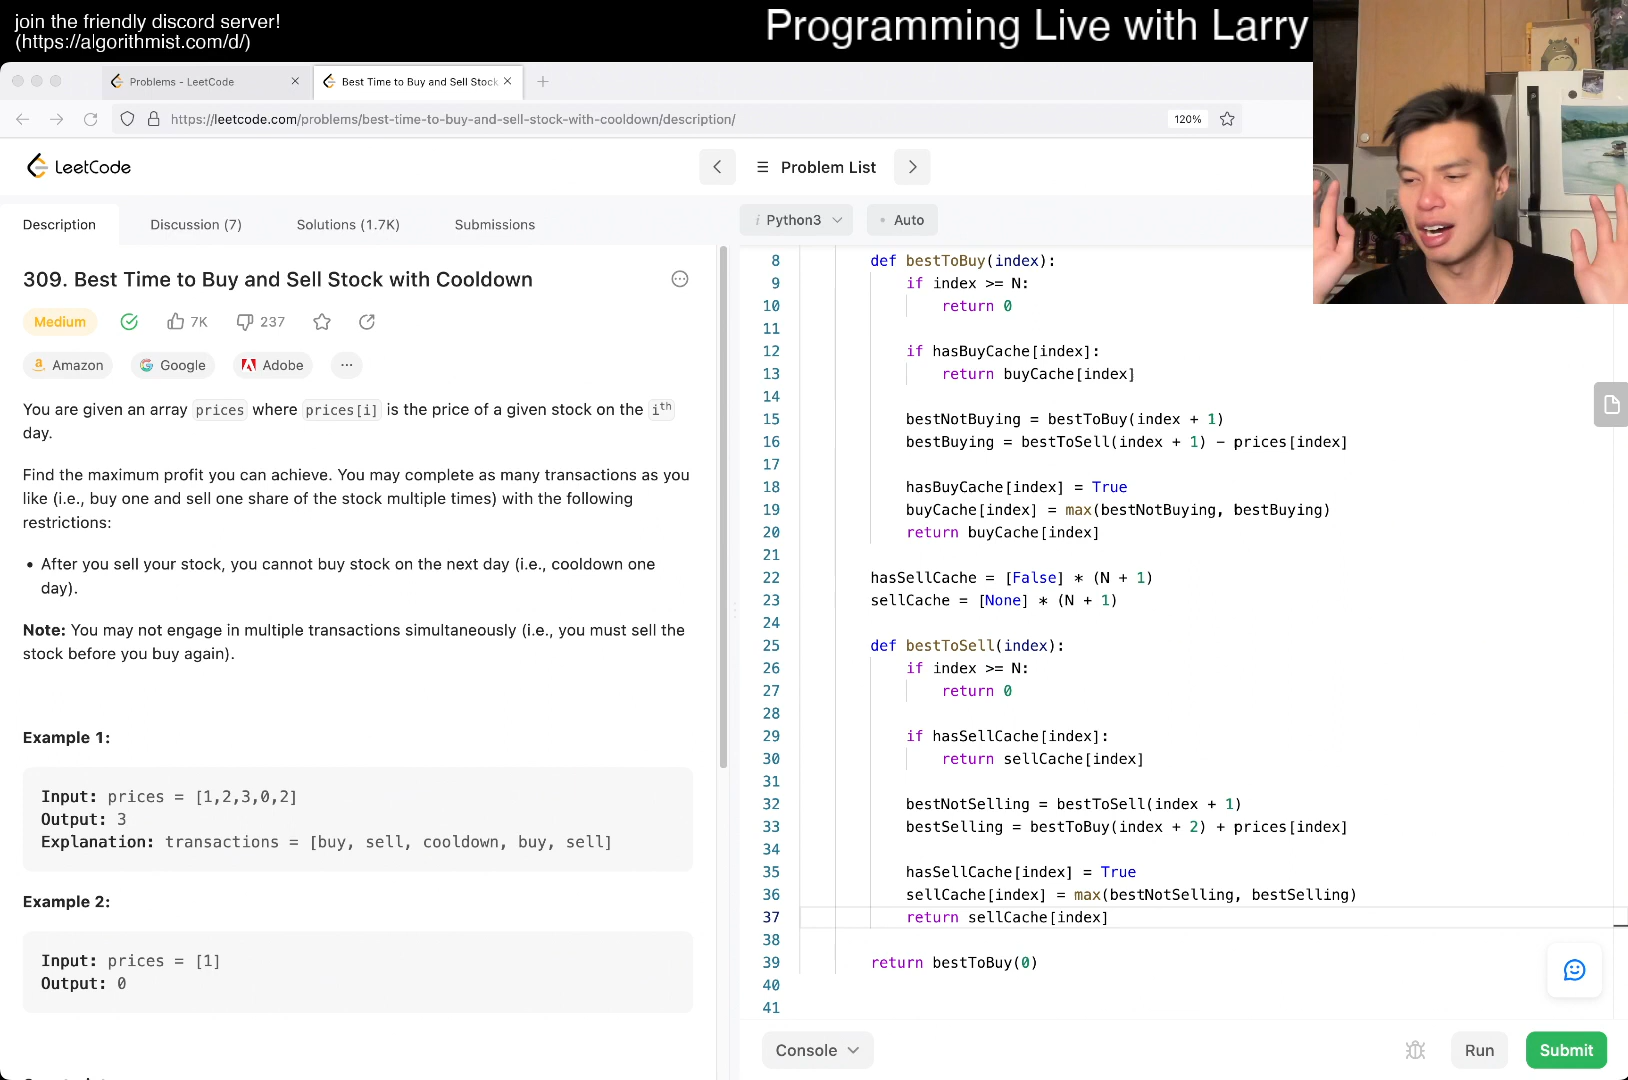 join the friendly discord server!
(https://algorithmist.com/d/)
Programming Live with Larry
Problems - LeetCode
Best Time to Buy and Sell Stock
https://leetcode.com/problems/best-time-to-buy-and-sell-stock-with-cooldown/description/
120%
LeetCode
Problem List
Description
Discussion (7)
Solutions (1.7K)
Submissions
309. Best Time to Buy and Sell Stock with Cooldown
Medium
7K
237
Amazon
Google
Adobe
...
You are given an array prices where prices[i] is the price of a given stock on the ith
day.
Find the maximum profit you can achieve. You may complete as many transactions as you
like (i.e., buy one and sell one share of the stock multiple times) with the following
restrictions:
• After you sell your stock, you cannot buy stock on the next day (i.e., cooldown one
day).
Note: You may not engage in multiple transactions simultaneously (i.e., you must sell the
stock before you buy again).
Example 1:
Input: prices = [1,2,3,0,2]
Output: 3
Explanation: transactions = [buy, sell, cooldown, buy, sell]
Example 2:
Input: prices = [1]
Output: 0
i Python3
• Auto
8 def bestToBuy(index):
9 if index >= N:
10 return 0
11
12 if hasBuyCache[index]:
13 return buyCache[index]
14
15 bestNotBuying = bestToBuy(index + 1)
16 bestBuying = bestToSell(index + 1) - prices[index]
17
18 hasBuyCache[index] = True
19 buyCache[index] = max(bestNotBuying, bestBuying)
20 return buyCache[index]
21
22 hasSellCache = [False] * (N + 1)
23 sellCache = [None] * (N + 1)
24
25 def bestToSell(index):
26 if index >= N:
27 return 0
28
29 if hasSellCache[index]:
30 return sellCache[index]
31
32 bestNotSelling = bestToSell(index + 1)
33 bestSelling = bestToBuy(index + 2) + prices[index]
34
35 hasSellCache[index] = True
36 sellCache[index] = max(bestNotSelling, bestSelling)
37 return sellCache[index]
38
39 return bestToBuy(0)
40
41
Console
Run
Submit